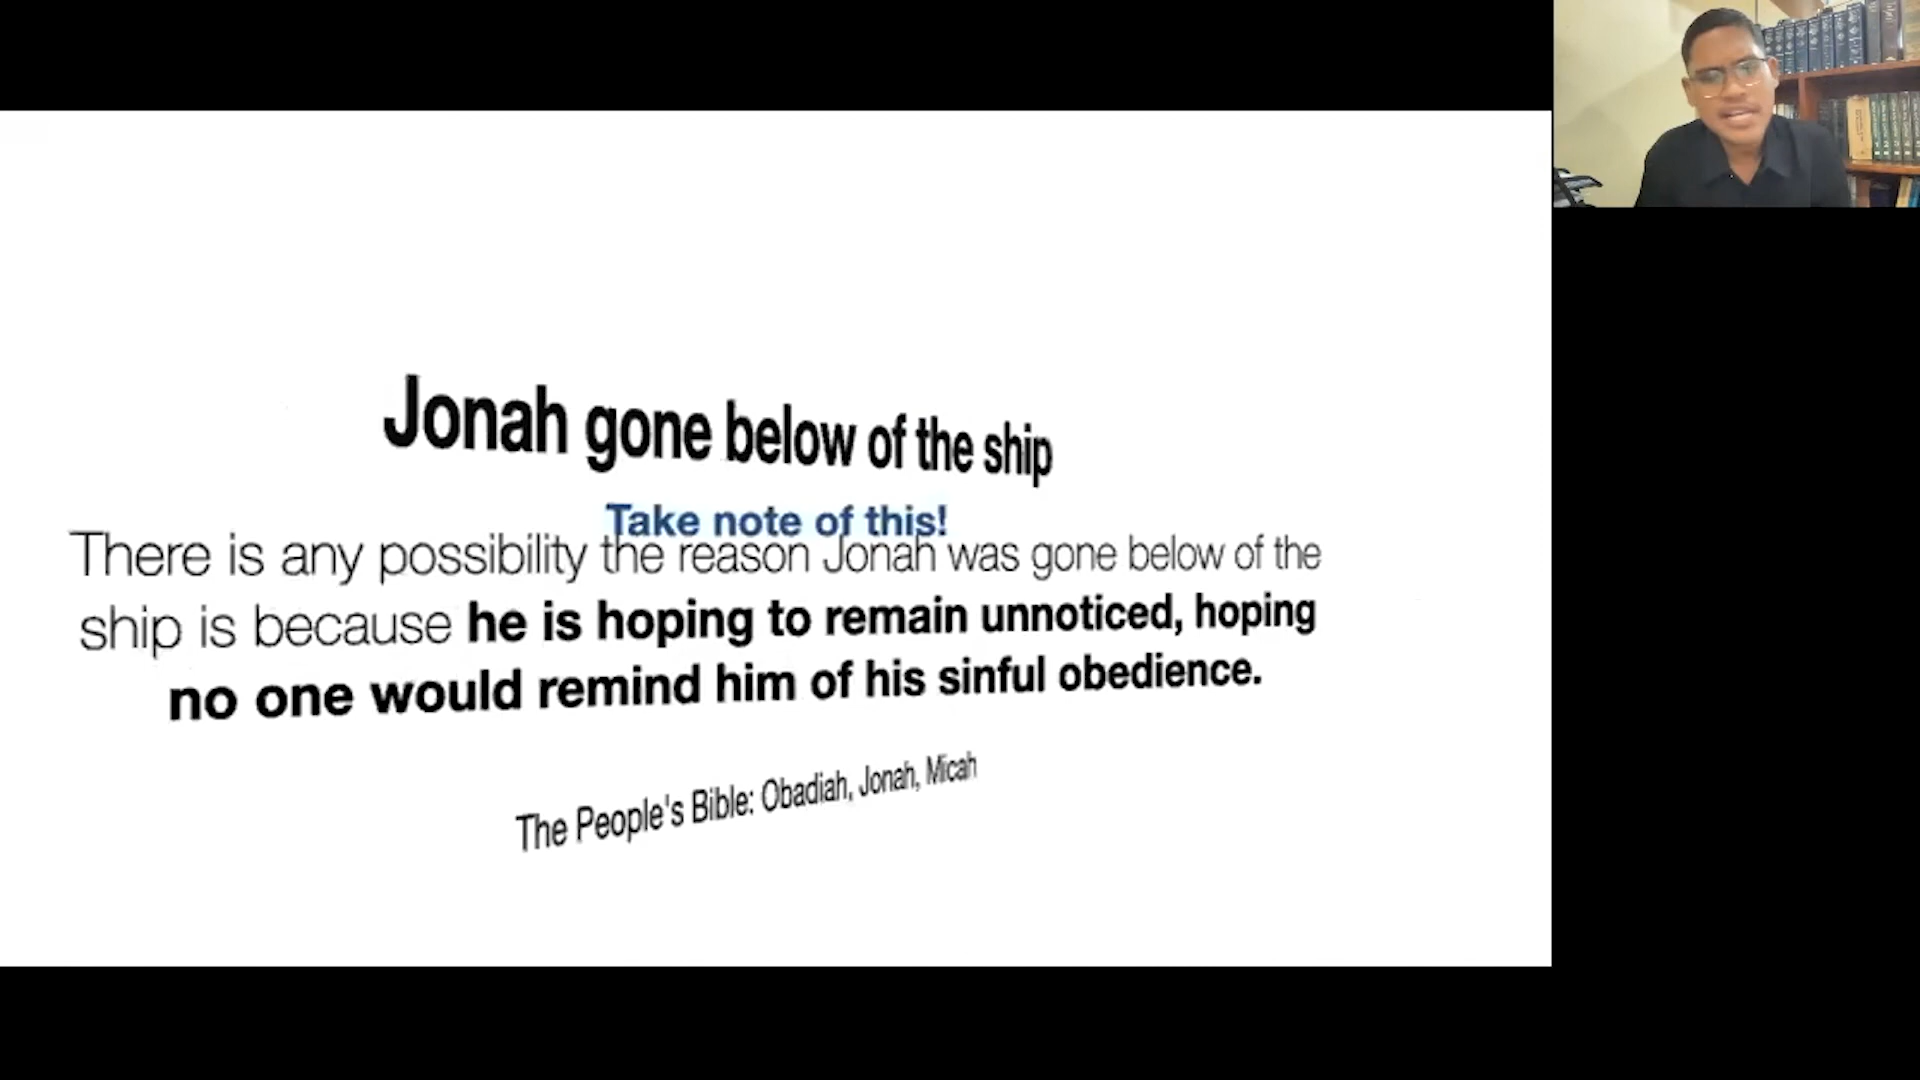 Jonah gone below of the ship
Take note of this!
There is any possibility the reason Jonah was gone below of the
ship is because he is hoping to remain unnoticed, hoping
no one would remind him of his sinful obedience.
The People's Bible: Obadiah, Jonah, Micah